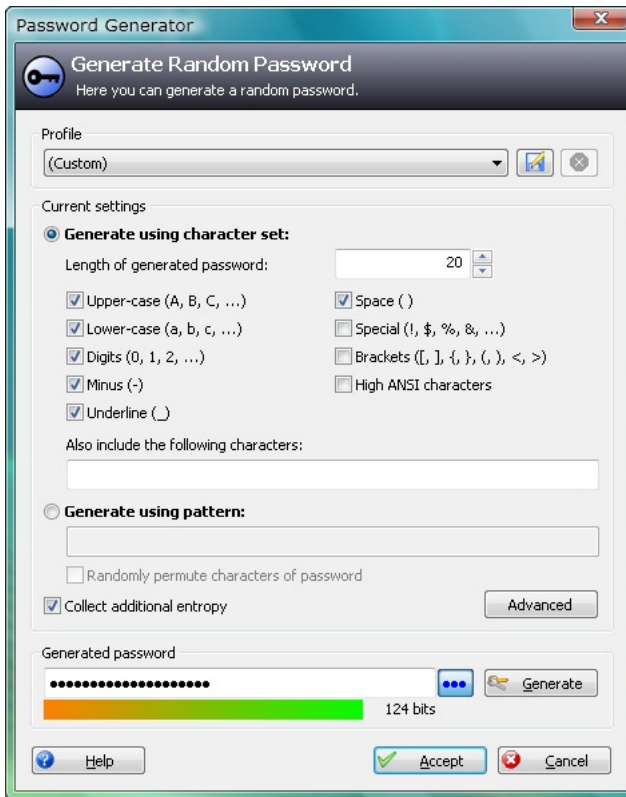 Password Generator
Generate Random Password
Here you can generate a random password.
Profile
(Custom)
Current settings
Generate using character set:
Length of generated password: 20
Upper-case (A, B, C, ...)
Space ( )
Lower-case (a, b, c, ...)
Special (!, $, %, &, ...)
Digits (0, 1, 2, ...)
Brackets ([, ], {, }, (, ), <, >)
Minus (-)
High ANSI characters
Underline (_)
Also include the following characters:
Generate using pattern:
Randomly permute characters of password
Collect additional entropy
Advanced
Generated password
●●●●●●●●●●●●●●●●●●●●
Generate
124 bits
Help
Accept
Cancel